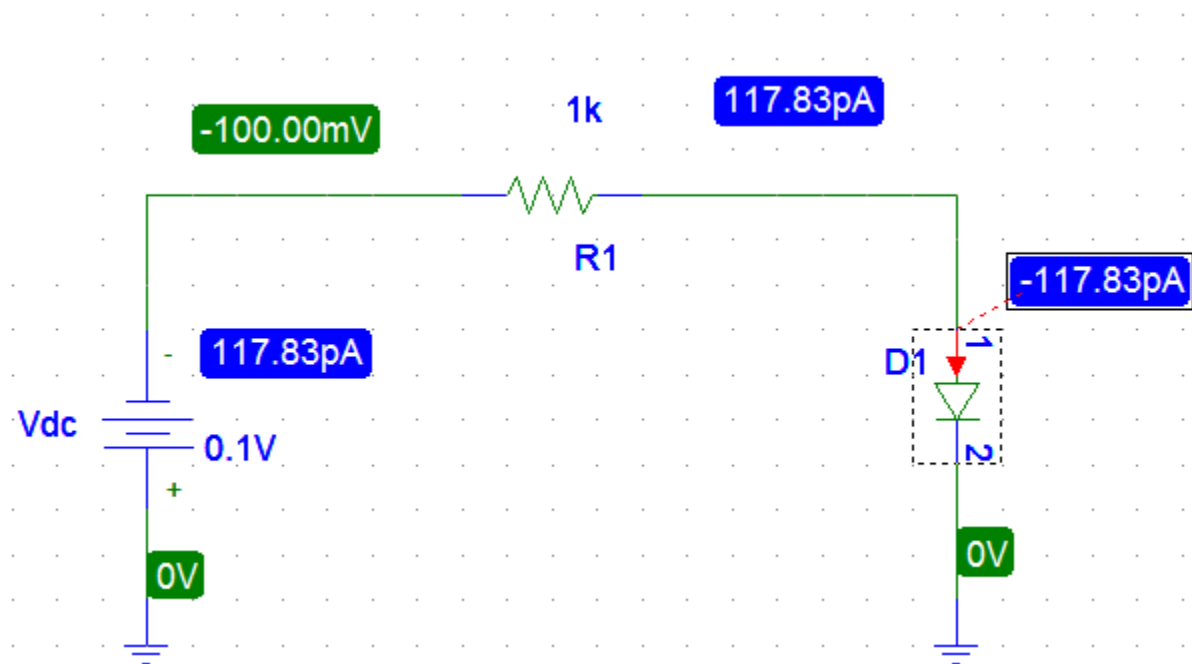 1k
117.83pA
-100.00mV
R1
-117.83pA
-
117.83pA
1
D1
Vdc
0.1V
2
+
0V
0V